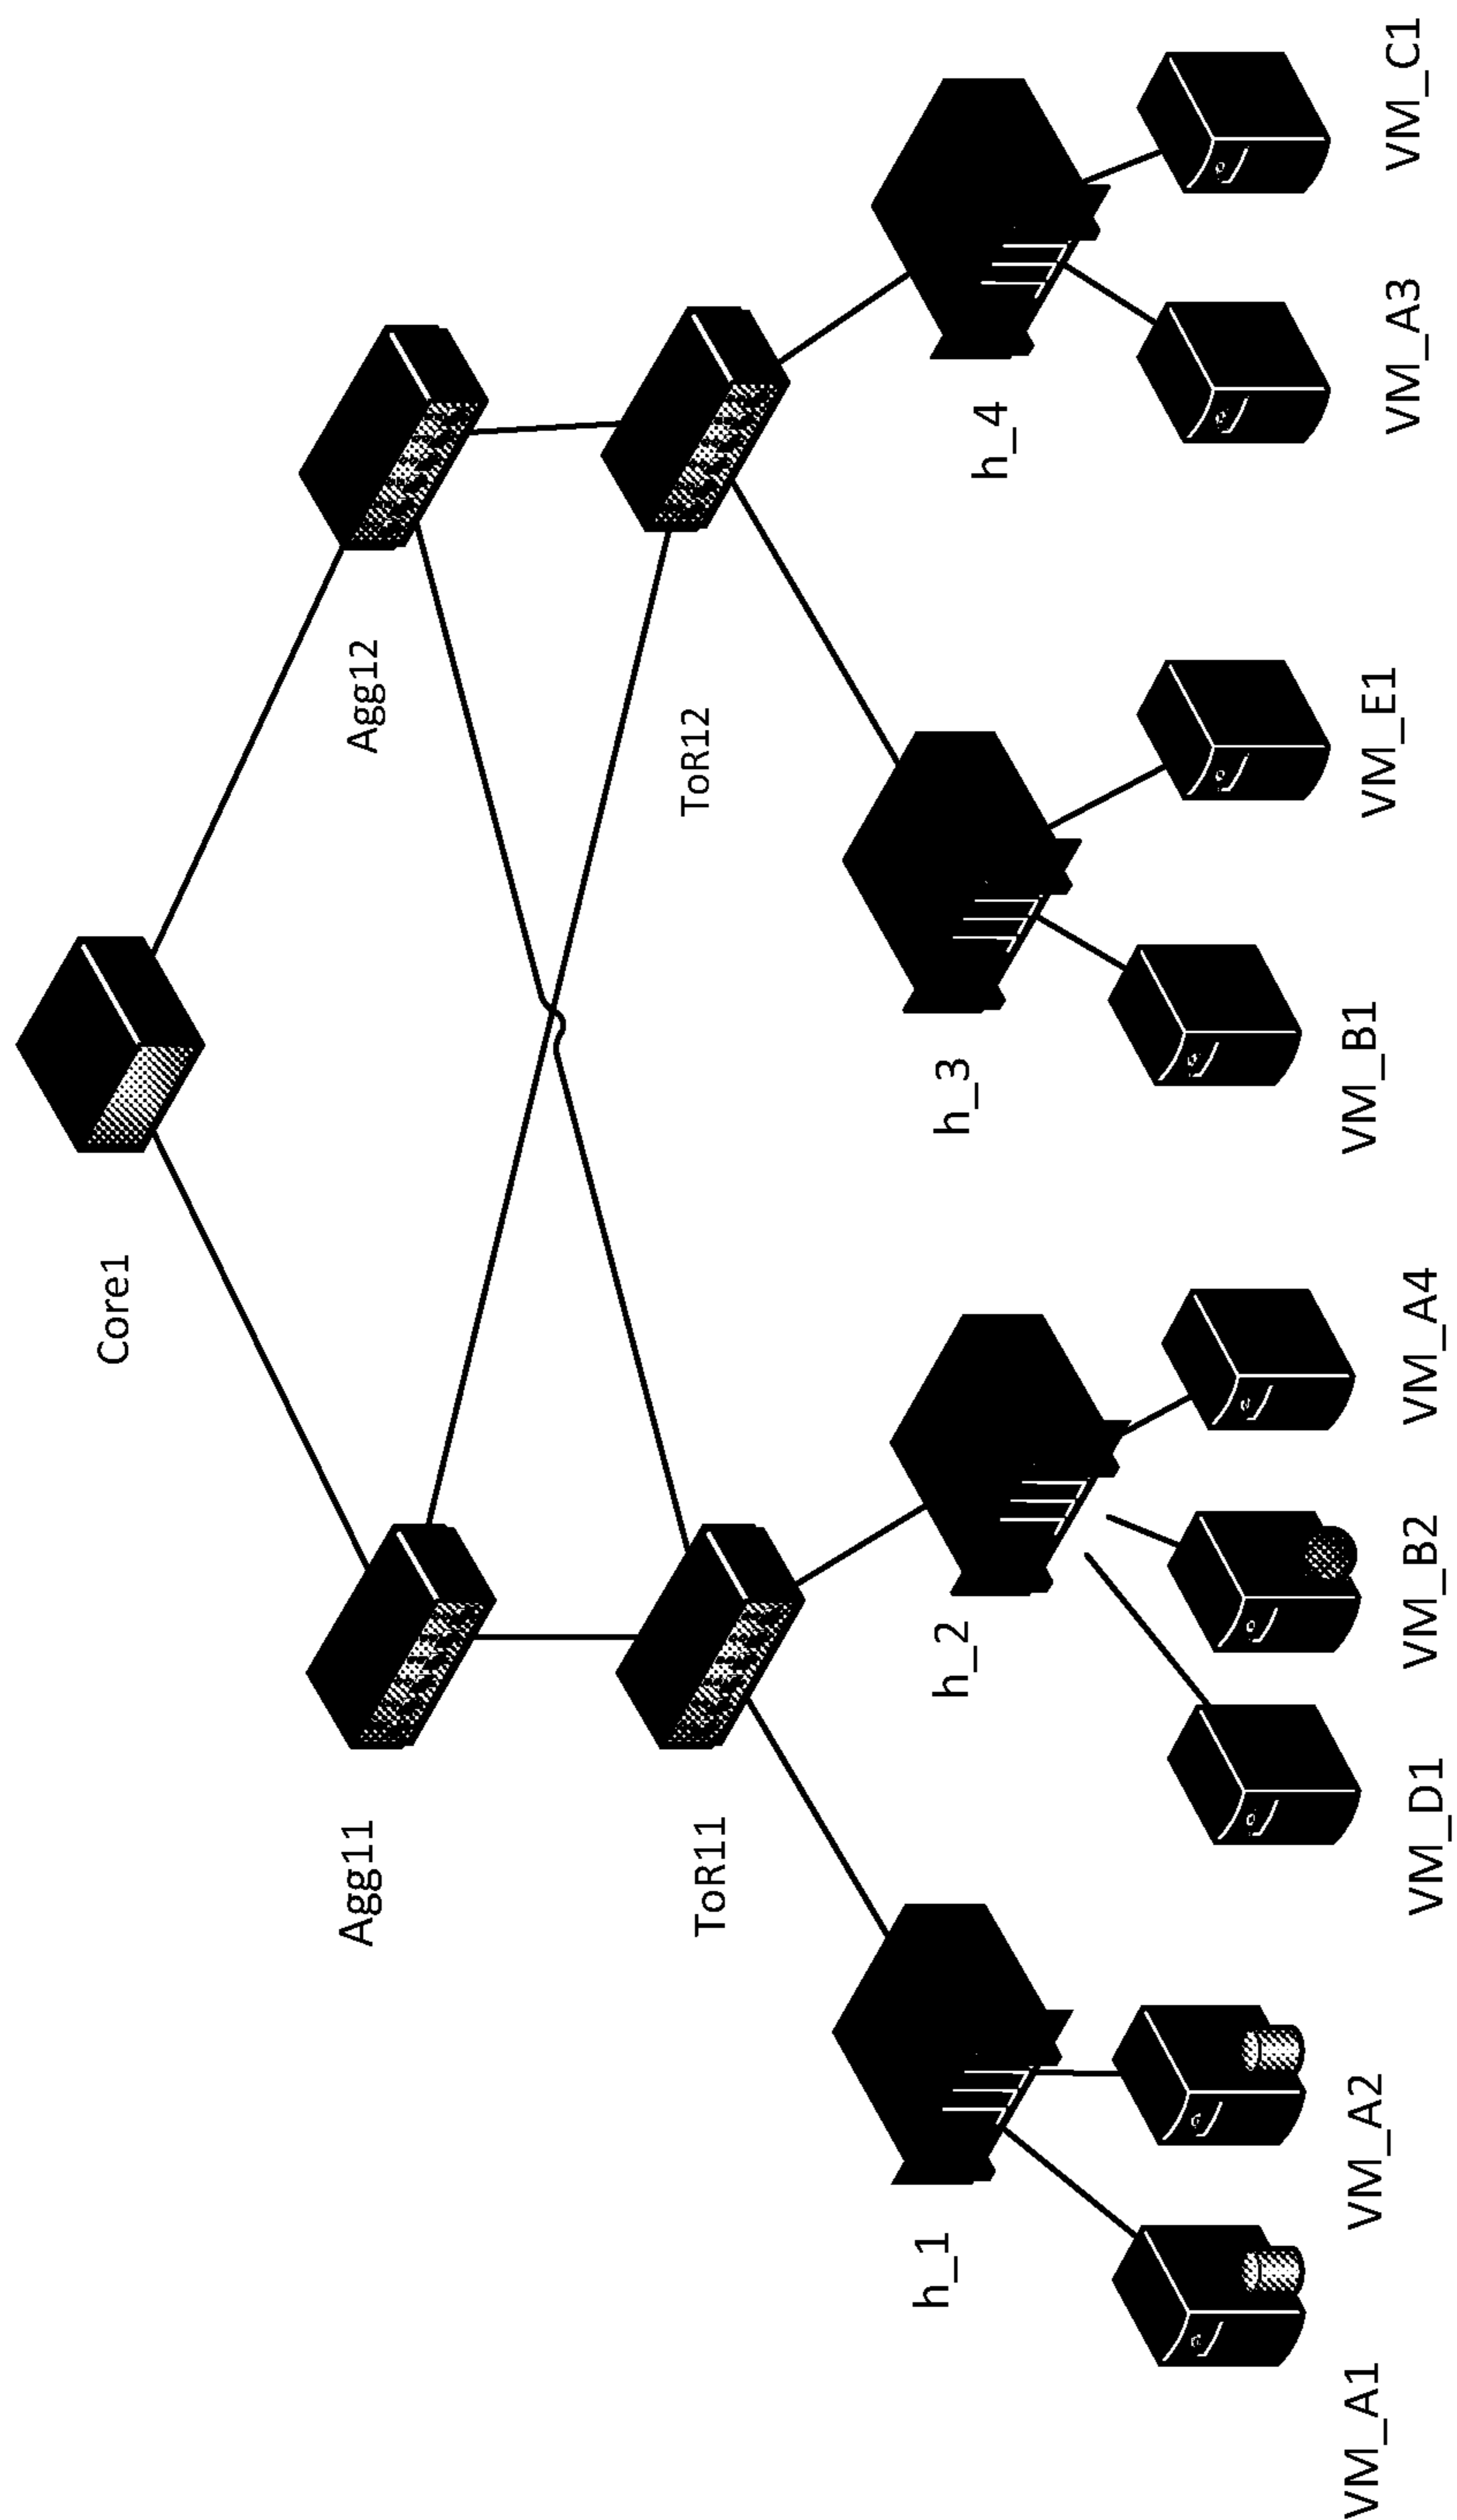 Core1
Agg11
Agg12
ToR11
ToR12
h_1
h_2
h_3
h_4
VM_A1
VM_A2
VM_D1
VM_B2
VM_A4
VM_B1
VM_E1
VM_A3
VM_C1